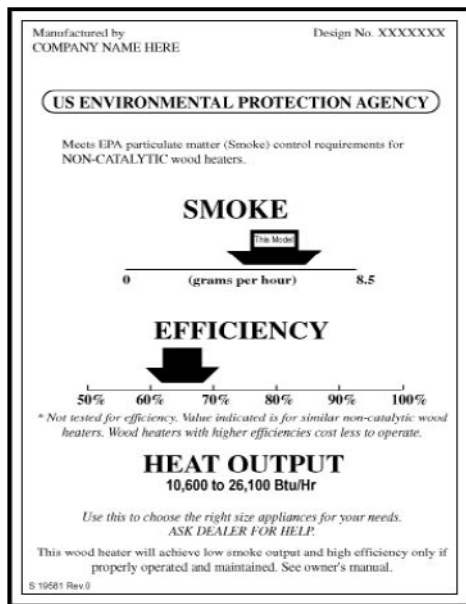 Manufactured by Design No. XXXXXXX
COMPANY NAME HERE
US ENVIRONMENTAL PROTECTION AGENCY
Meets EPA particulate matter (Smoke) control requirements for
NON-CATALYTIC wood heaters.
SMOKE
This Model
0 (grams per hour) 8.5
EFFICIENCY
50% 60% 70% 80% 90% 100%
* Not tested for efficiency. Value indicated is for similar non-catalytic wood
heaters. Wood heaters with higher efficiencies cost less to operate.
HEAT OUTPUT
10,600 to 26,100 Btu/Hr
Use this to choose the right size appliances for your needs.
ASK DEALER FOR HELP.
This wood heater will achieve low smoke output and high efficiency only if
properly operated and maintained. See owner's manual.
S 19581 Rev.0